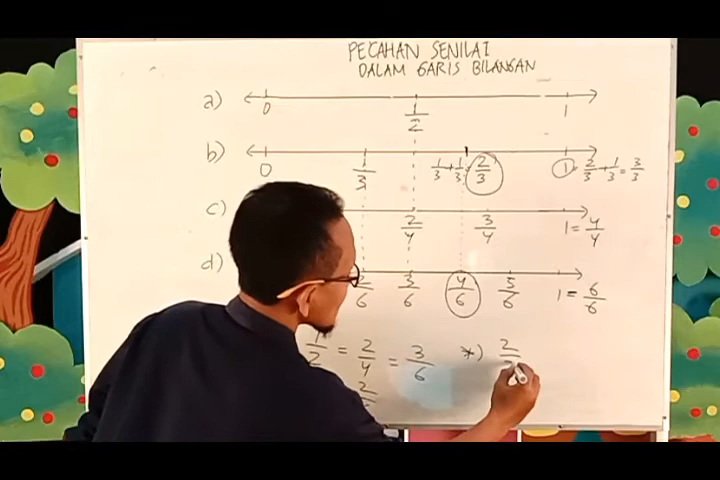 PECAHAN SENILAI
DALAM GARIS BILANGAN
a) 0 1/2 1
b) 0 1/3 1/3+1/3= 2/3 1 = 2/3+1/3=3/3
c) 2/4 3/4 1=4/4
d) 2/6 3/6 4/6 5/6 1=6/6
1/2 = 2/4 = 3/6 *) 2
2